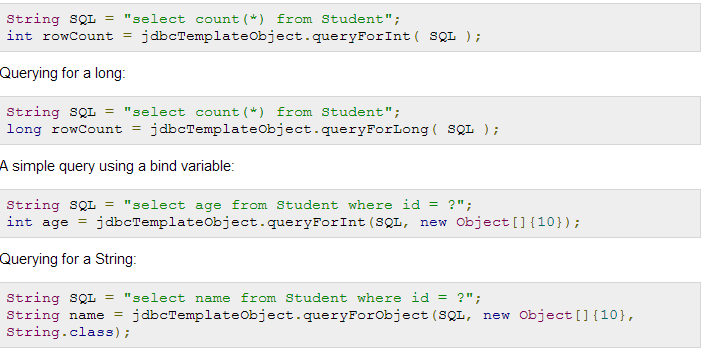 String SQL = "select count(*) from Student";
int rowCount = jdbcTemplateObject.queryForInt( SQL );
Querying for a long:
String SQL = "select count(*) from Student";
long rowCount = jdbcTemplateObject.queryForLong( SQL );
A simple query using a bind variable:
String SQL = "select age from Student where id = ?";
int age = jdbcTemplateObject.queryForInt(SQL, new Object[]{10});
Querying for a String:
String SQL = "select name from Student where id = ?";
String name = jdbcTemplateObject.queryForObject(SQL, new Object[]{10},
String.class);